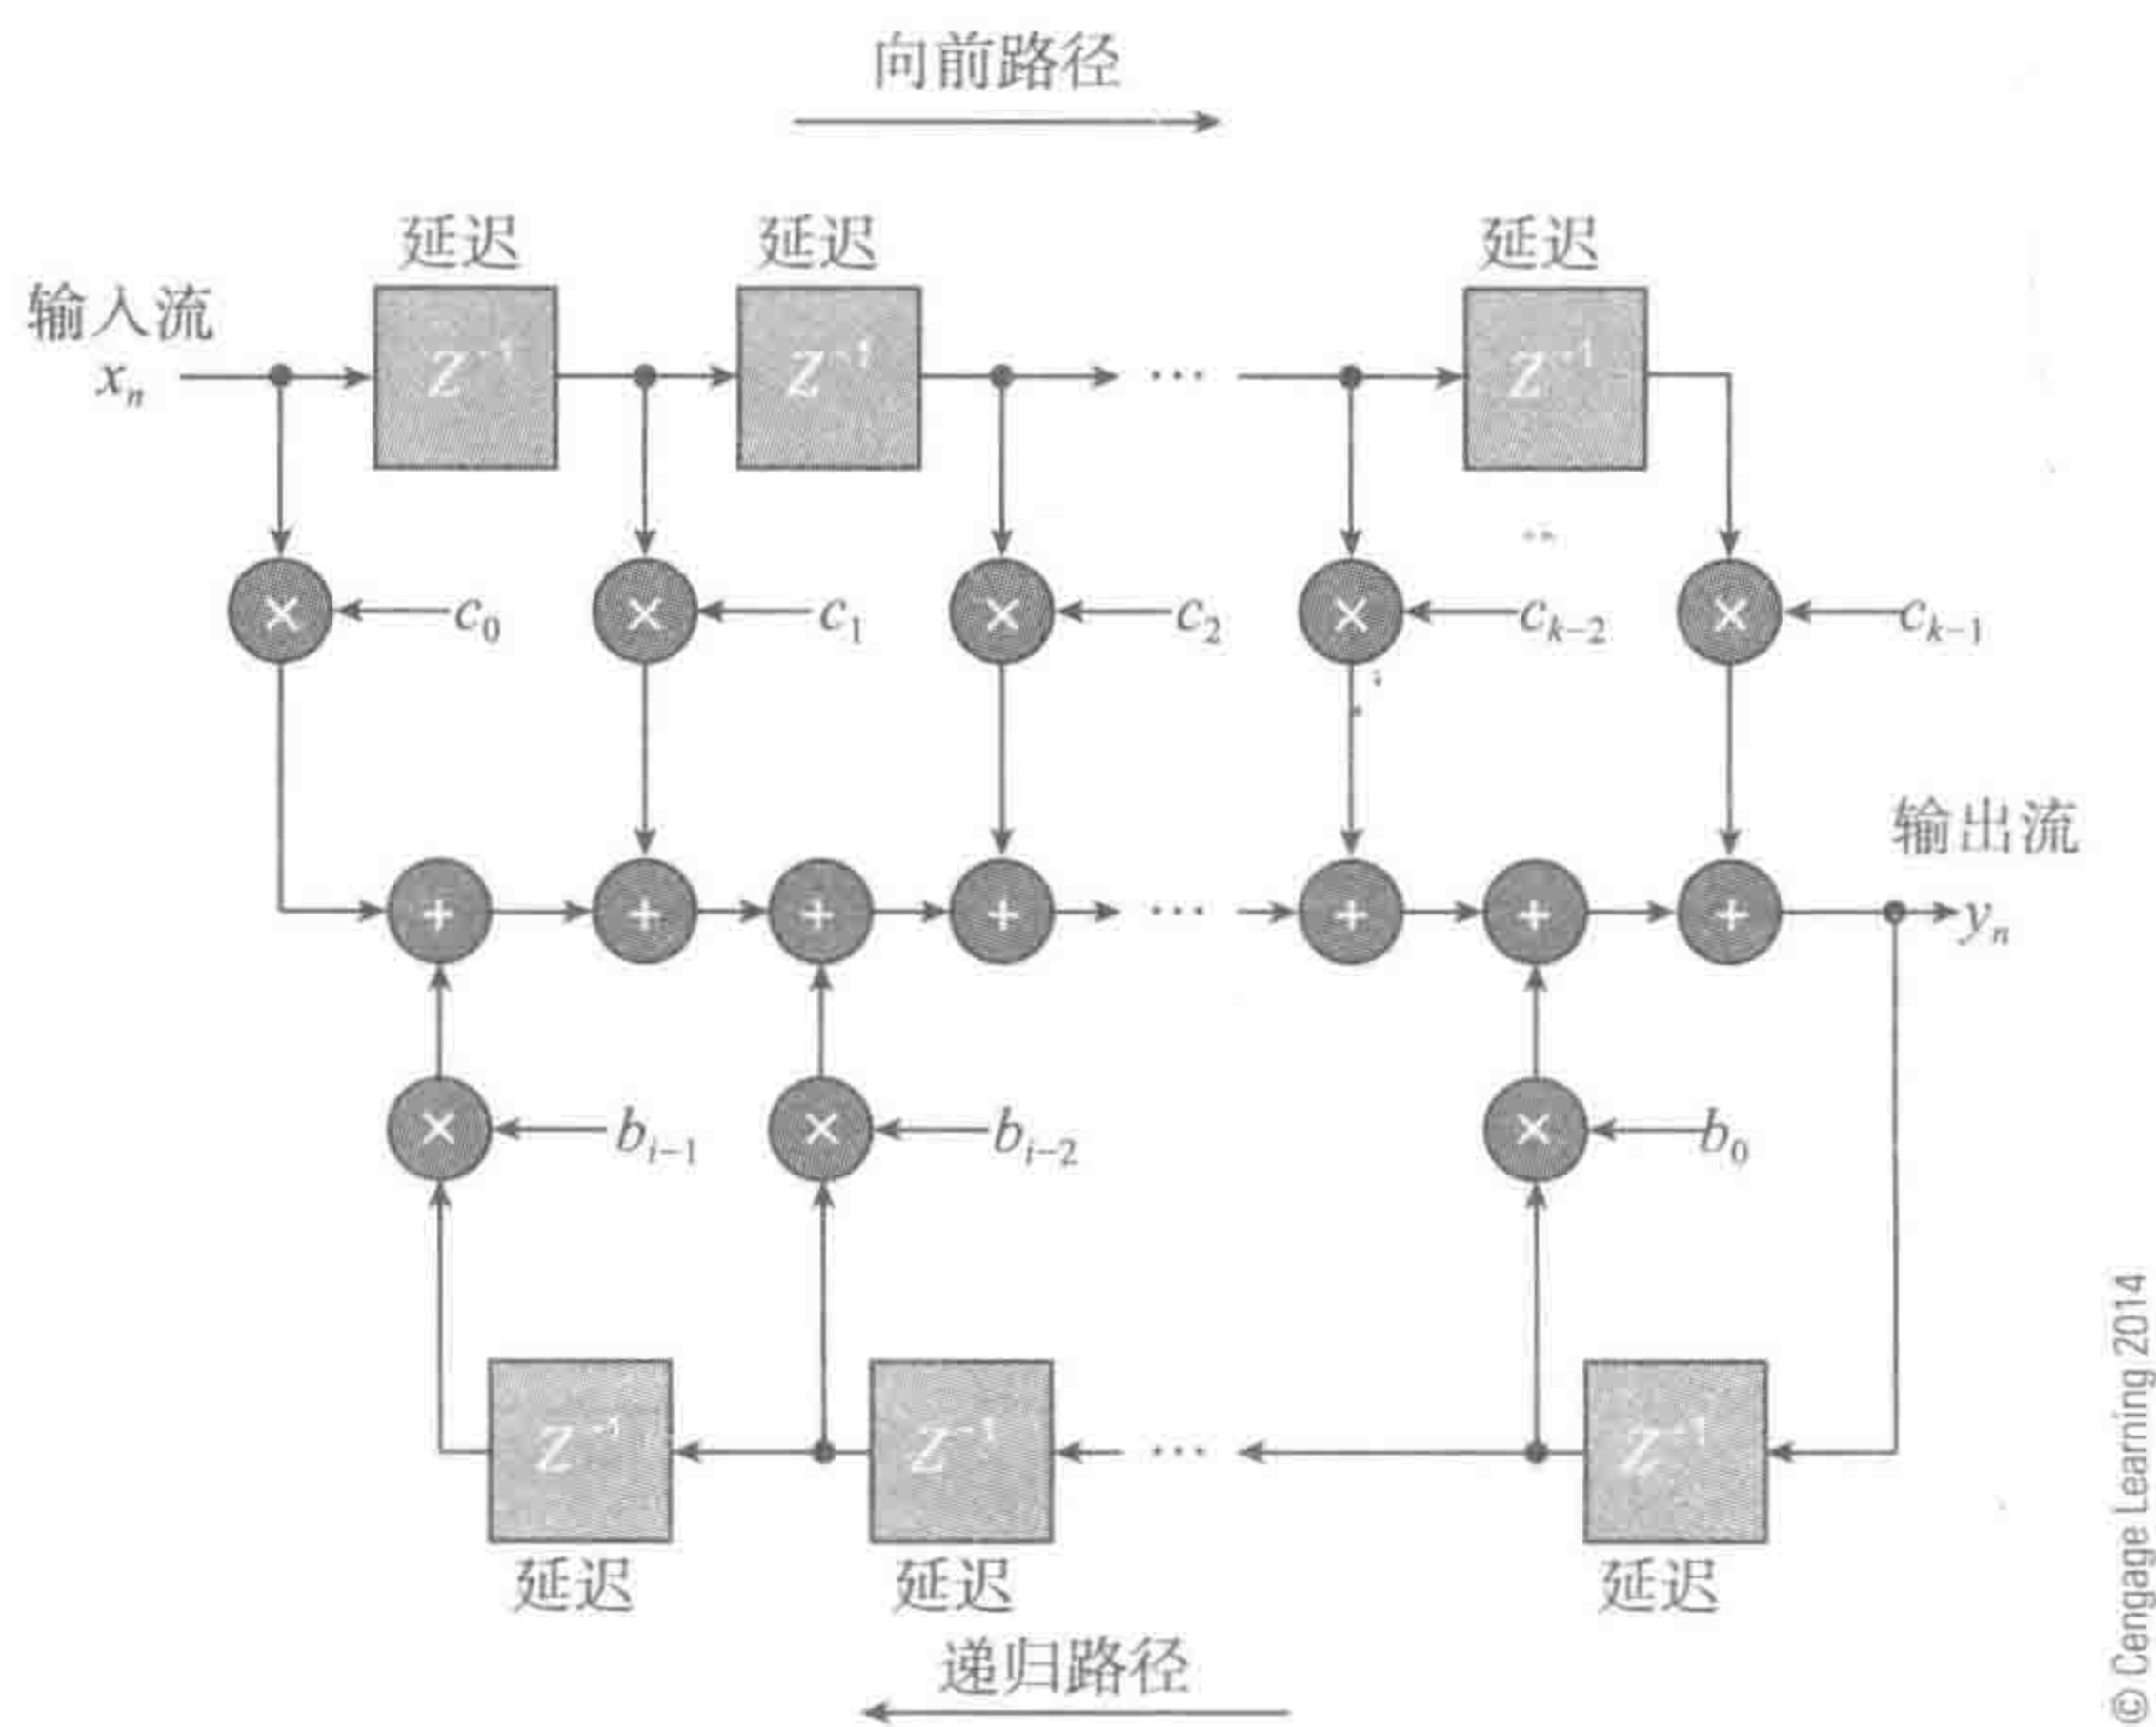 向前路径
延迟 延迟 延迟
输入流
xₙ Z⁻¹ Z⁻¹ … Z⁻¹
× c₀ × c₁ × c₂ × cₖ₋₂ × cₖ₋₁
输出流
+ + + + … + + + yₙ
× bᵢ₋₁ × bᵢ₋₂ × b₀
Z⁻¹ Z⁻¹ … Z⁻¹
延迟 延迟 延迟
递归路径
© Cengage Learning 2014